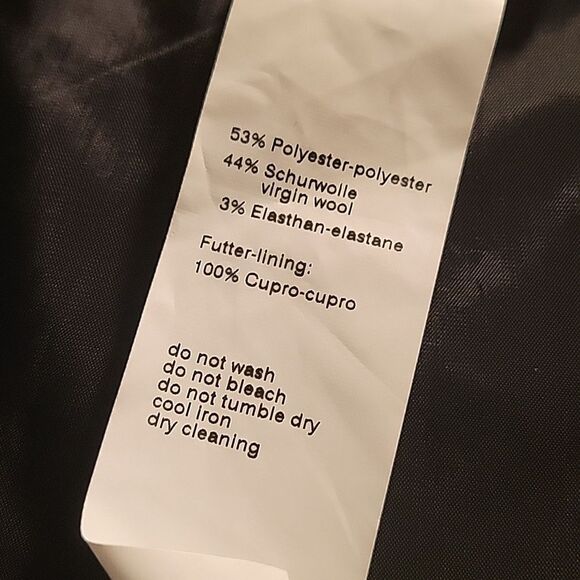 53% Polyester-polyester
44% Schurwolle
virgin wool
3% Elasthan-elastane
Futter-lining:
100% Cupro-cupro
do not wash
do not bleach
do not tumble dry
cool iron
dry cleaning